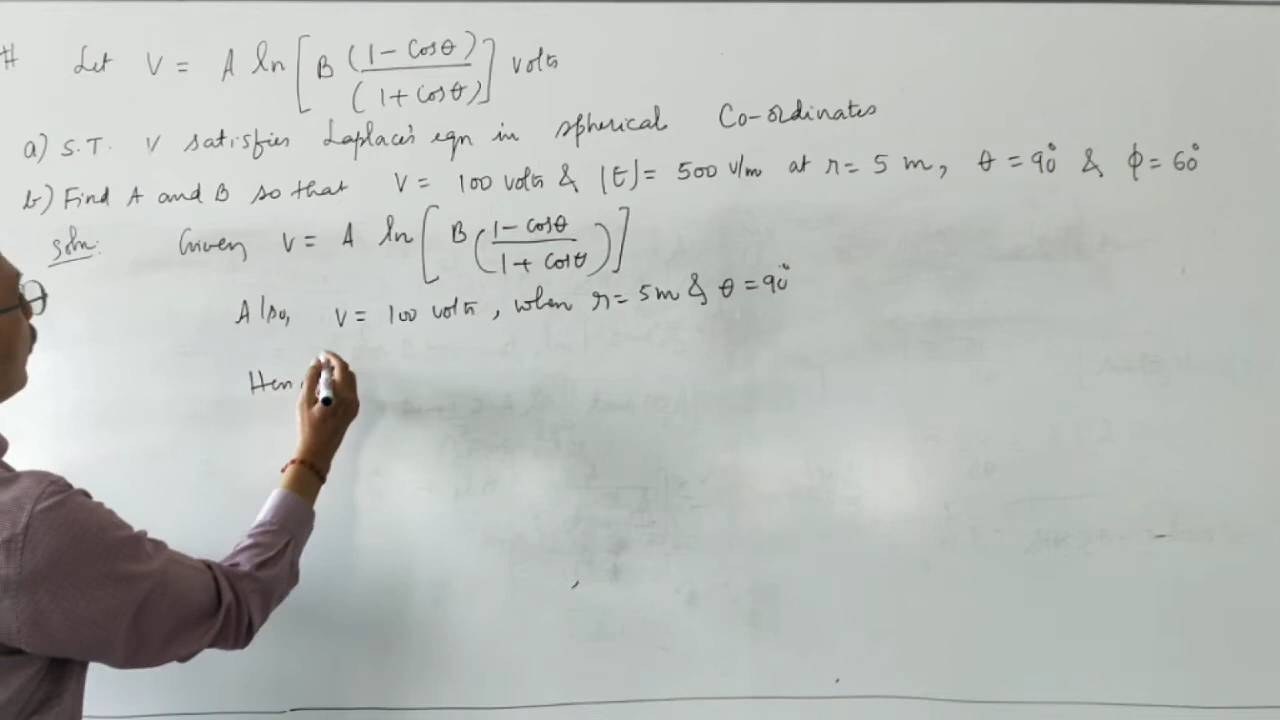 # Let V = A ln [ B (1 - Cosθ) / (1 + Cosθ) ] volts
a) S.T. V satisfies Laplace's eqn in spherical Co-ordinates
b) Find A and B so that V = 100 volts & |E| = 500 v/m at r = 5 m, θ = 90° & ϕ = 60°
Soln: Given V = A ln [ B ( 1 - Cosθ / 1 + Cosθ ) ]
Also, V = 100 volts, when r = 5m & θ = 90°
Hen